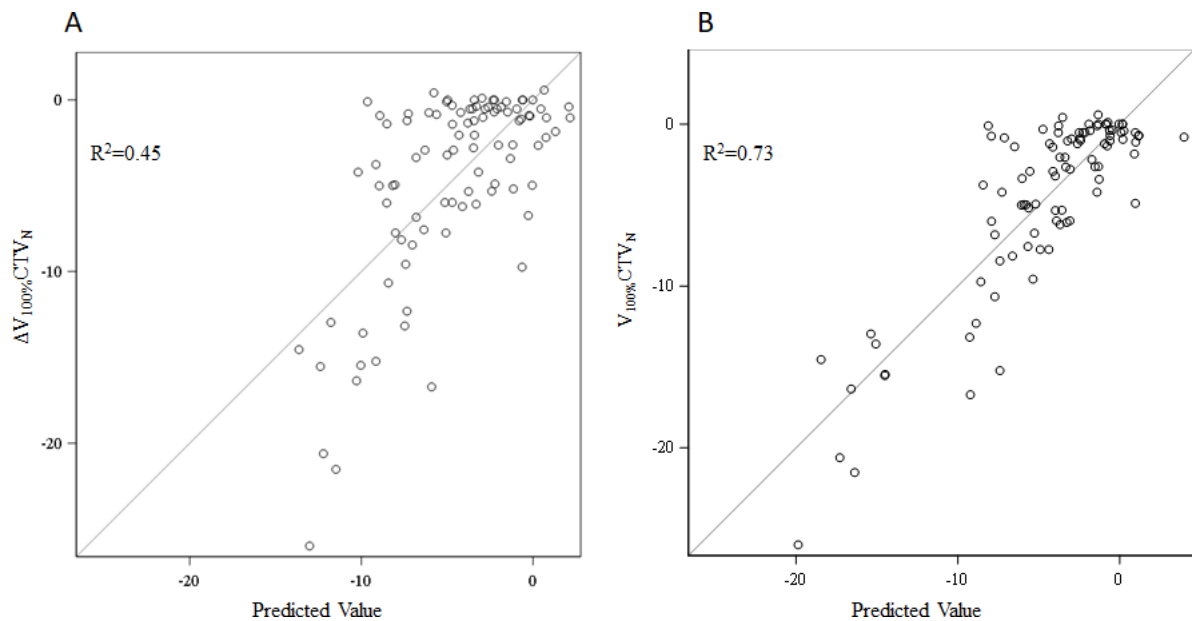 A
R²=0.45
0
-10
-20
ΔV100%CTVN
-20
-10
0
Predicted Value
B
R²=0.73
0
-10
-20
V100%CTVN
-20
-10
0
Predicted Value